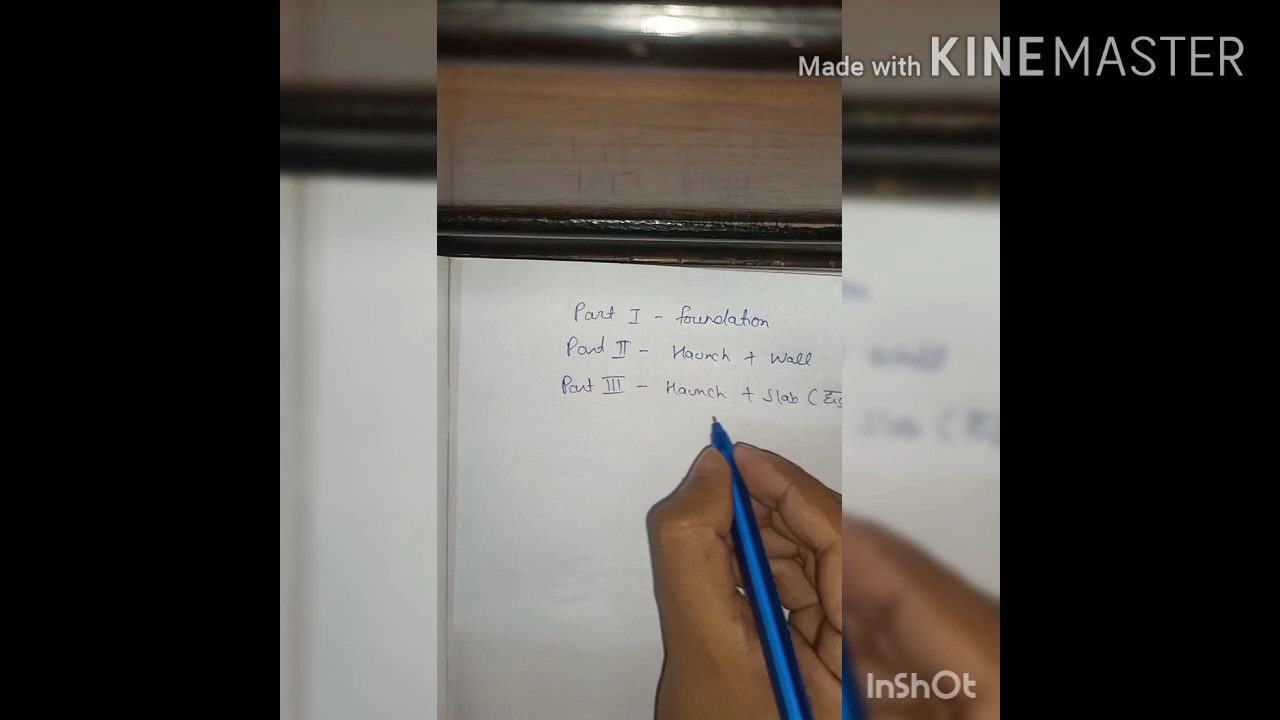 Made with KINEMASTER
Part I - foundation
Part II - Haunch + Wall
Part III - Haunch + Slab (
InShOt